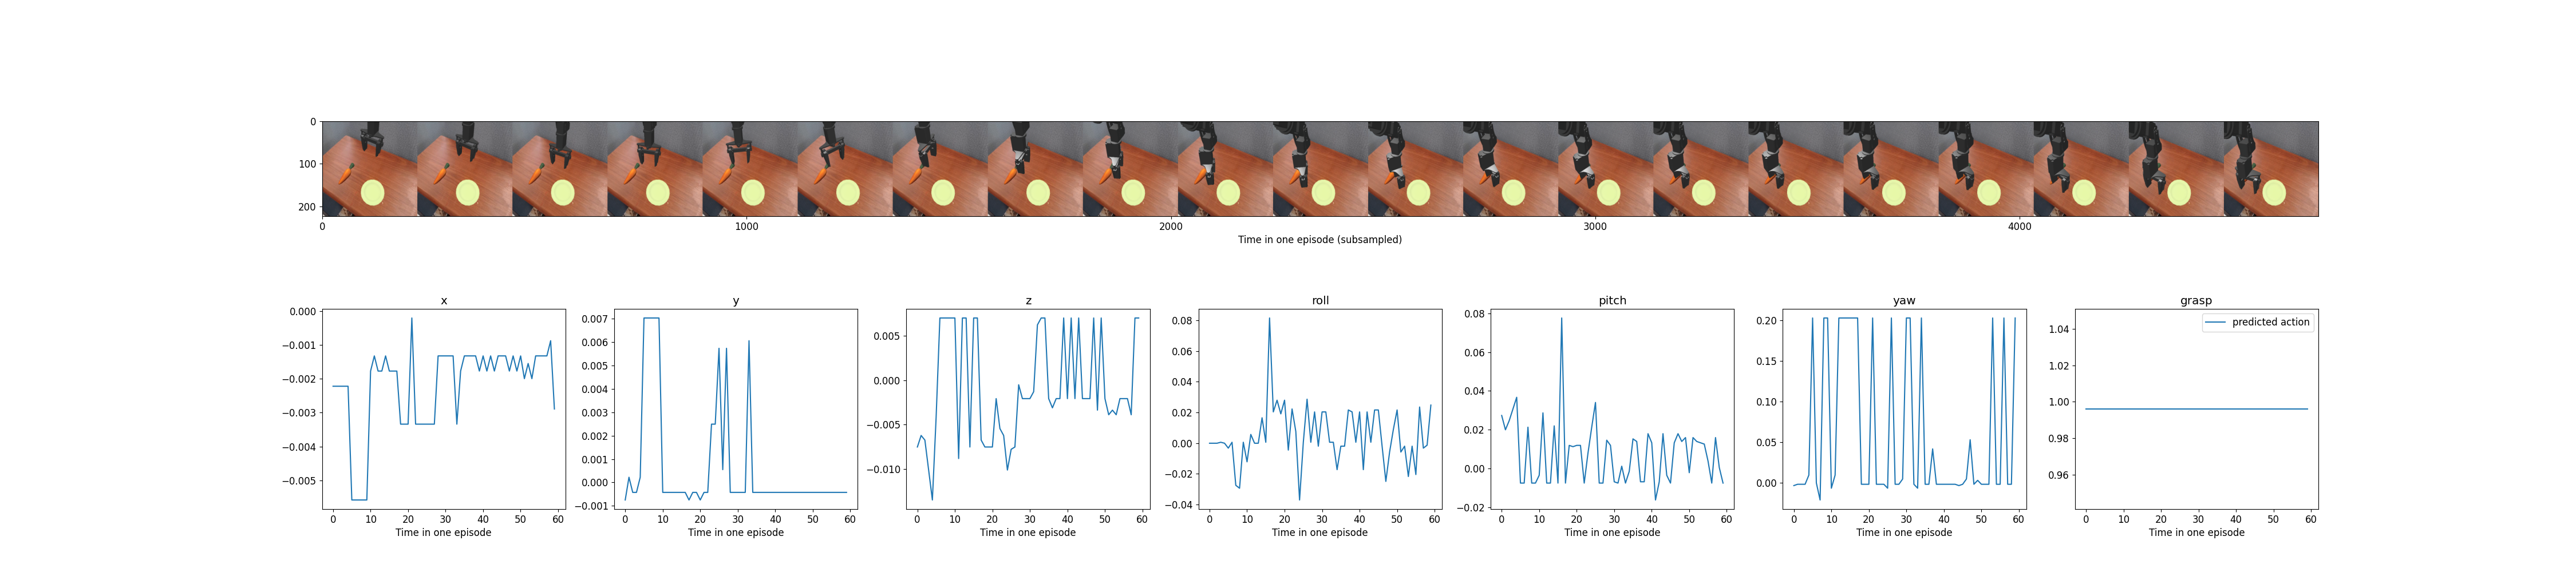 0
100
200
0 1000 2000 3000 4000
Time in one episode (subsampled)
x
0.000
−0.001
−0.002
−0.003
−0.004
−0.005
0 10 20 30 40 50 60
Time in one episode
y
0.007
0.006
0.005
0.004
0.003
0.002
0.001
0.000
−0.001
0 10 20 30 40 50 60
Time in one episode
z
0.005
0.000
−0.005
−0.010
0 10 20 30 40 50 60
Time in one episode
roll
0.08
0.06
0.04
0.02
0.00
−0.02
−0.04
0 10 20 30 40 50 60
Time in one episode
pitch
0.08
0.06
0.04
0.02
0.00
−0.02
0 10 20 30 40 50 60
Time in one episode
yaw
0.20
0.15
0.10
0.05
0.00
0 10 20 30 40 50 60
Time in one episode
grasp
predicted action
1.04
1.02
1.00
0.98
0.96
0 10 20 30 40 50 60
Time in one episode